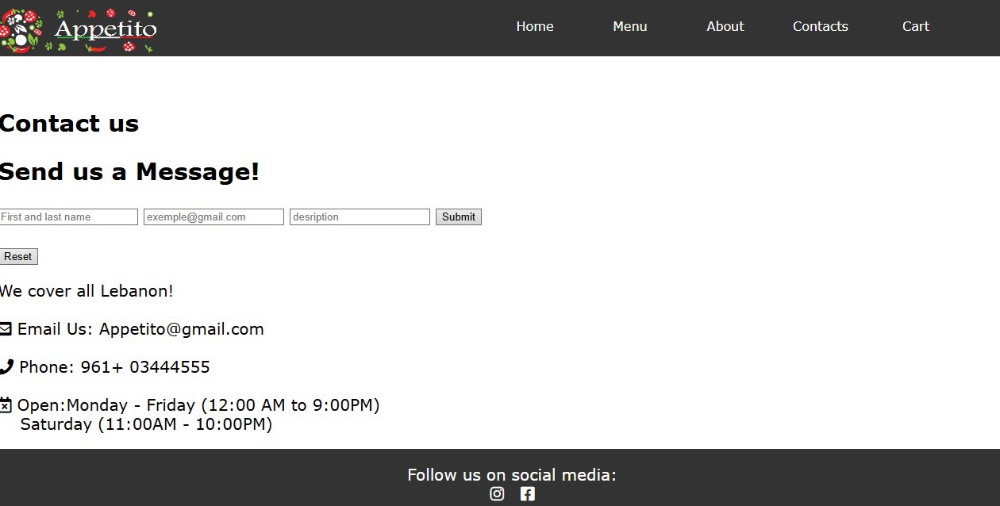 Appetito
Home Menu About Contacts Cart
Contact us
Send us a Message!
First and last name exemple@gmail.com desription Submit
Reset
We cover all Lebanon!
Email Us: Appetito@gmail.com
Phone: 961+ 03444555
Open:Monday - Friday (12:00 AM to 9:00PM)
Saturday (11:00AM - 10:00PM)
Follow us on social media: